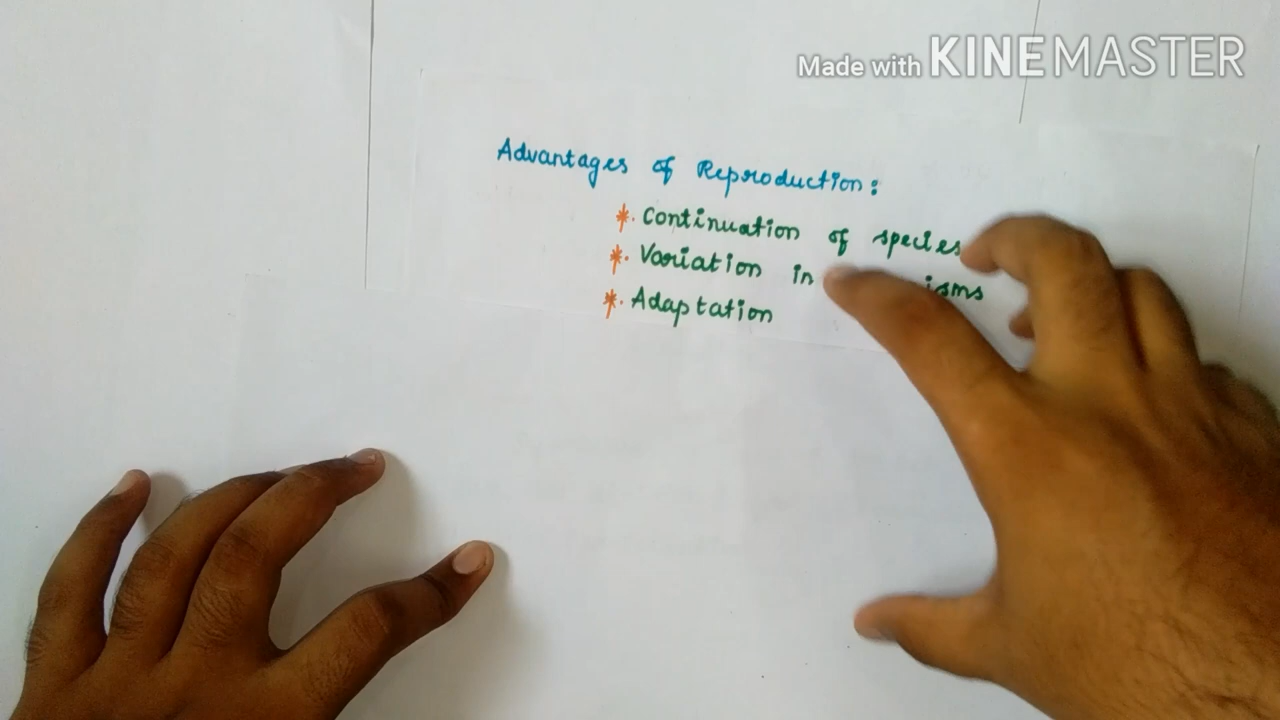 Made with KINEMASTER
Advantages of Reproduction:
*. Continuation of species
*. Variation in
*. Adaptation